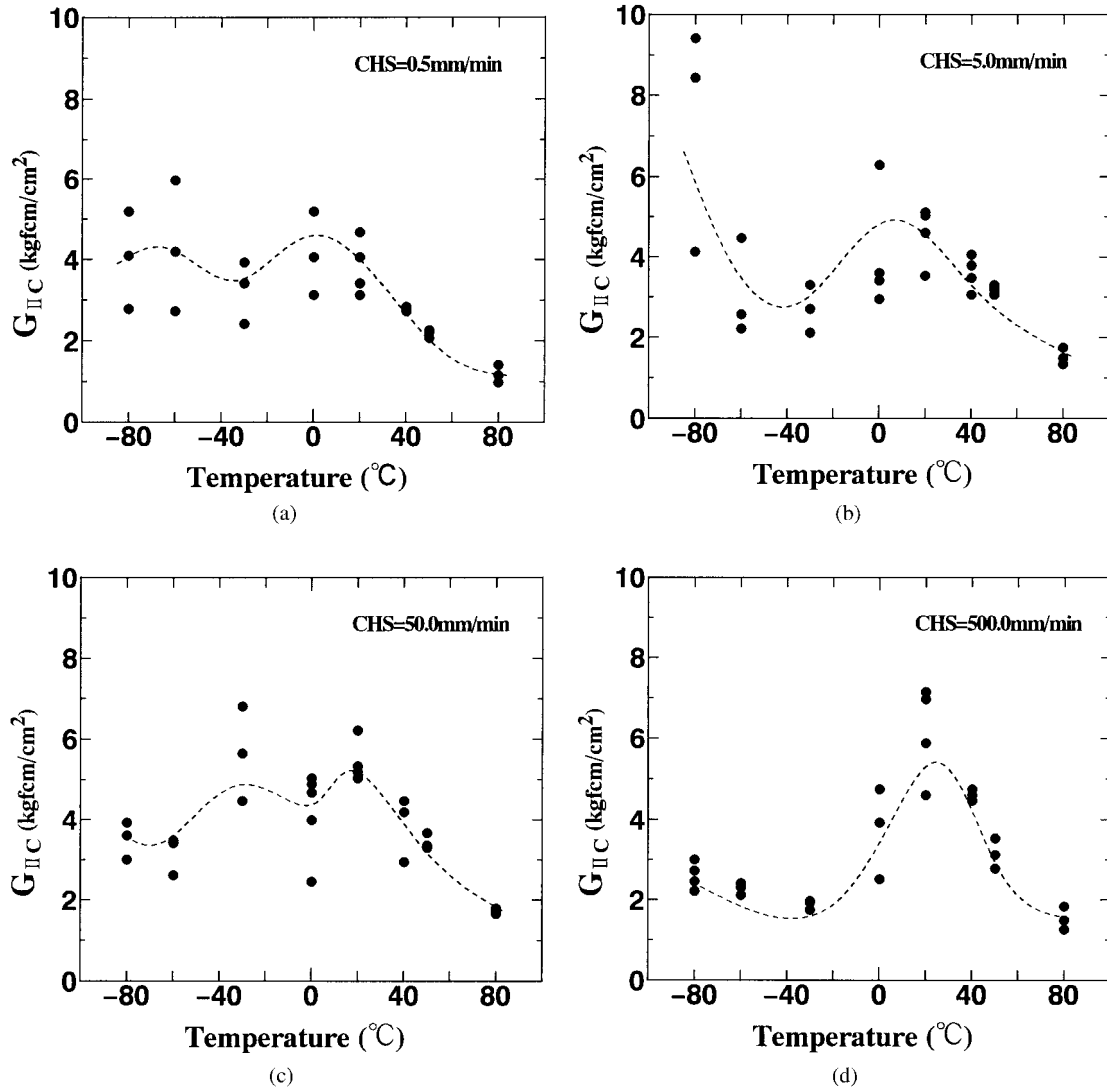 10
8
6
4
2
0
G_IIC (kgfcm/cm²)
CHS=0.5mm/min
−80 −40 0 40 80
Temperature (℃)
(a)
10
8
6
4
2
0
G_IIC (kgfcm/cm²)
CHS=5.0mm/min
−80 −40 0 40 80
Temperature (℃)
(b)
10
8
6
4
2
0
G_IIC (kgfcm/cm²)
CHS=50.0mm/min
−80 −40 0 40 80
Temperature (℃)
(c)
10
8
6
4
2
0
G_IIC (kgfcm/cm²)
CHS=500.0mm/min
−80 −40 0 40 80
Temperature (℃)
(d)